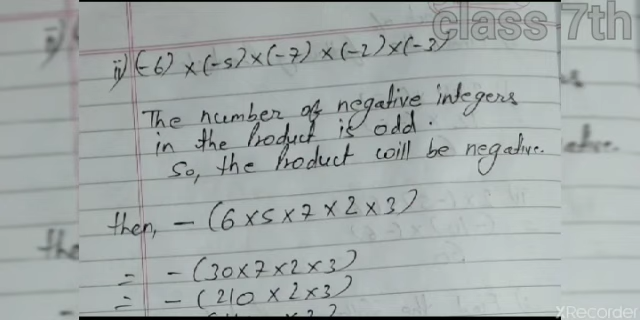 class 7th
ii) (-6) × (-5) × (-7) × (-2) × (-3)
The number of negative integers
in the Product is odd.
So, the Product will be negative.
then, - (6 × 5 × 7 × 2 × 3)
= - (30 × 7 × 2 × 3)
= - (210 × 2 × 3)
XRecorder